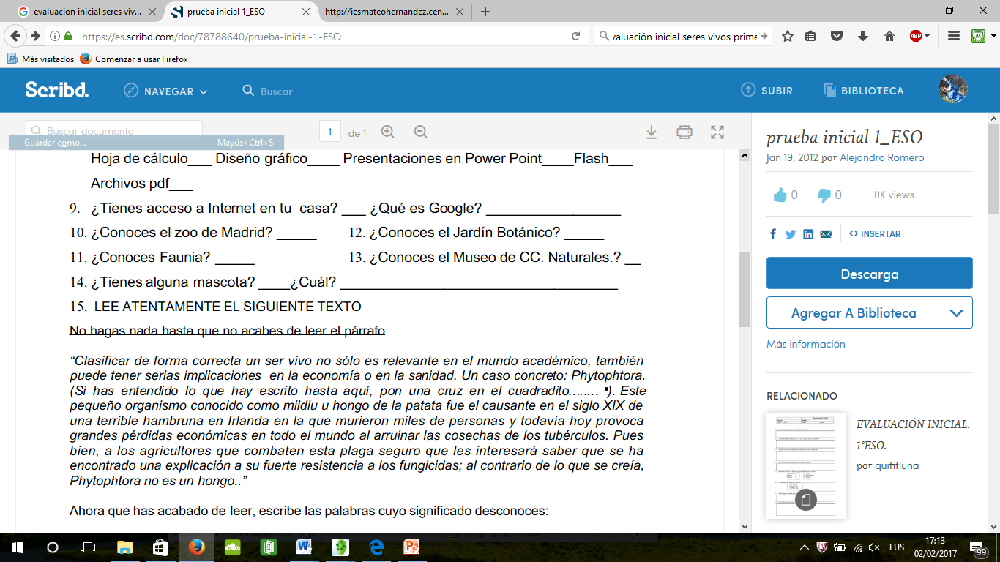 evaluacion inicial seres viv...
prueba inicial 1_ESO
http://iesmateohernandez.cen...
https://es.scribd.com/doc/78788640/prueba-inicial-1-ESO
valuación inicial seres vivos prime
ABP
Más visitados
Comenzar a usar Firefox
Scribd.
NAVEGAR
Buscar
SUBIR
BIBLIOTECA
Buscar documento
Guardar como...
Mayús+Ctrl+S
1
de 1
Hoja de cálculo___ Diseño gráfico____ Presentaciones en Power Point____Flash___
Archivos pdf___
9. ¿Tienes acceso a Internet en tu casa? ___ ¿Qué es Google? _________________
10. ¿Conoces el zoo de Madrid? _____ 12. ¿Conoces el Jardín Botánico? _____
11. ¿Conoces Faunia? _____ 13. ¿Conoces el Museo de CC. Naturales.? __
14. ¿Tienes alguna mascota? ____¿Cuál? ___________________________________
15. LEE ATENTAMENTE EL SIGUIENTE TEXTO
No hagas nada hasta que no acabes de leer el párrafo
“Clasificar de forma correcta un ser vivo no sólo es relevante en el mundo académico, también
puede tener serias implicaciones en la economía o en la sanidad. Un caso concreto: Phytophtora.
(Si has entendido lo que hay escrito hasta aquí, pon una cruz en el cuadradito........ ▪). Este
pequeño organismo conocido como mildiu u hongo de la patata fue el causante en el siglo XIX de
una terrible hambruna en Irlanda en la que murieron miles de personas y todavía hoy provoca
grandes pérdidas económicas en todo el mundo al arruinar las cosechas de los tubérculos. Pues
bien, a los agricultores que combaten esta plaga seguro que les interesará saber que se ha
encontrado una explicación a su fuerte resistencia a los fungicidas; al contrario de lo que se creía,
Phytophtora no es un hongo..”
Ahora que has acabado de leer, escribe las palabras cuyo significado desconoces:
prueba inicial 1_ESO
Jan 19, 2012 por Alejandro Romero
0
0
11K views
<> INSERTAR
Descarga
Agregar A Biblioteca
Más información
RELACIONADO
EVALUACIÓN INICIAL.
1ºESO.
por quififluna
EUS
17:13
02/02/2017
99